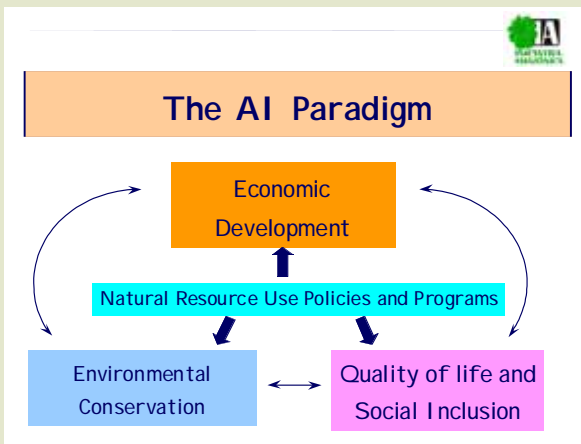 IA
The AI Paradigm
Economic
Development
Natural Resource Use Policies and Programs
Environmental
Conservation
Quality of life and
Social Inclusion